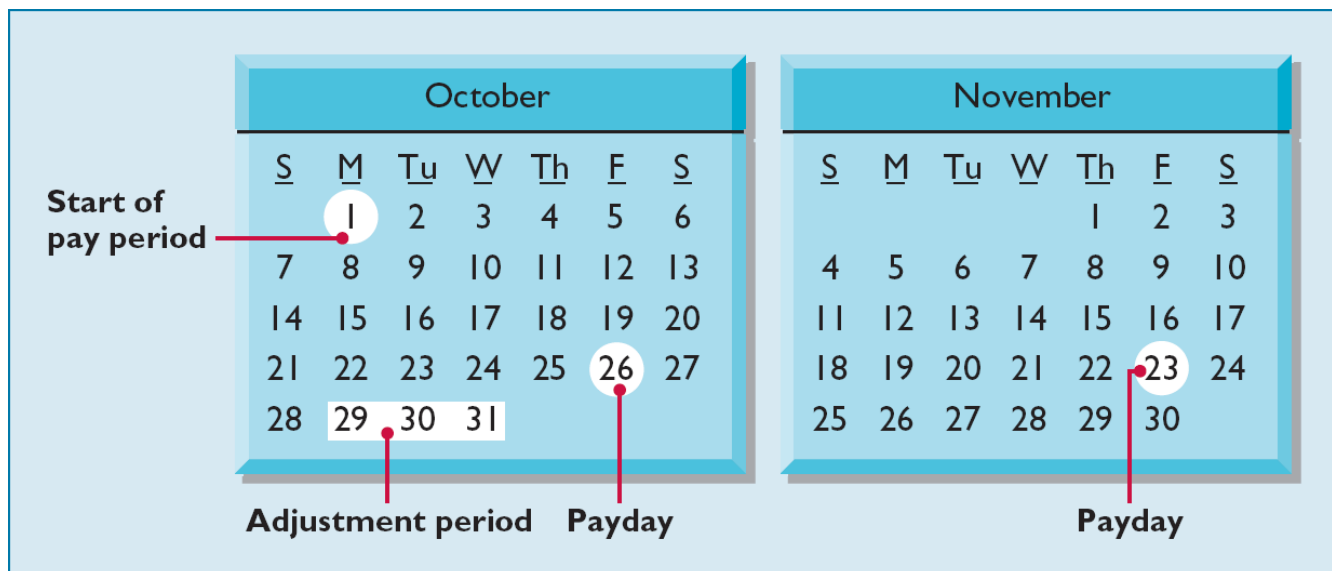 October
S M Tu W Th F S
1 2 3 4 5 6
7 8 9 10 11 12 13
14 15 16 17 18 19 20
21 22 23 24 25 26 27
28 29 30 31
Start of
pay period
Adjustment period
Payday
November
S M Tu W Th F S
1 2 3
4 5 6 7 8 9 10
11 12 13 14 15 16 17
18 19 20 21 22 23 24
25 26 27 28 29 30
Payday